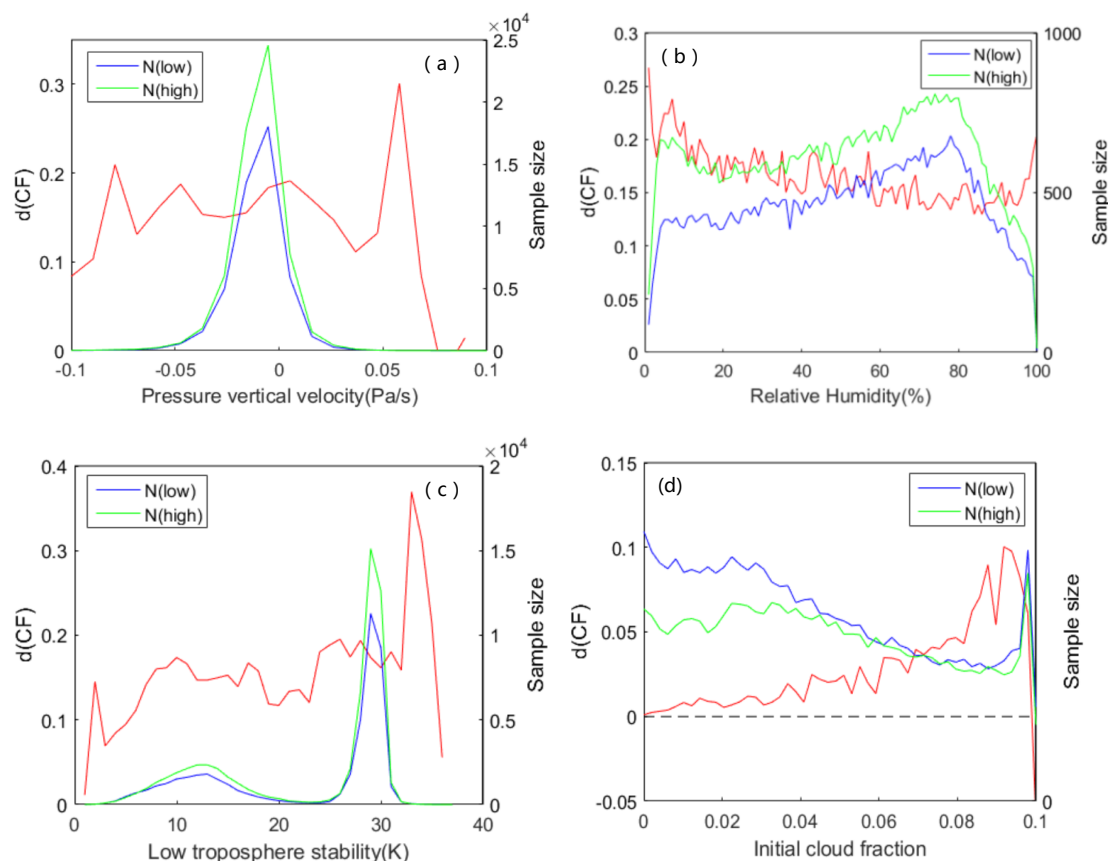 ×10⁴
( a )
N(low)
N(high)
0.3
0.2
0.1
0
d(CF)
2.5
2
1.5
1
0.5
0
Sample size
-0.1
-0.05
0
0.05
0.1
Pressure vertical velocity(Pa/s)
( b )
N(low)
N(high)
0.3
0.25
0.2
0.15
0.1
0.05
0
d(CF)
1000
500
0
Sample size
0
20
40
60
80
100
Relative Humidity(%)
×10⁴
( c )
N(low)
N(high)
0.4
0.3
0.2
0.1
0
d(CF)
2
1.5
1
0.5
0
Sample size
0
10
20
30
40
Low troposphere stability(K)
(d)
N(low)
N(high)
0.15
0.1
0.05
0
-0.05
d(CF)
0
Sample size
0
0.02
0.04
0.06
0.08
0.1
Initial cloud fraction